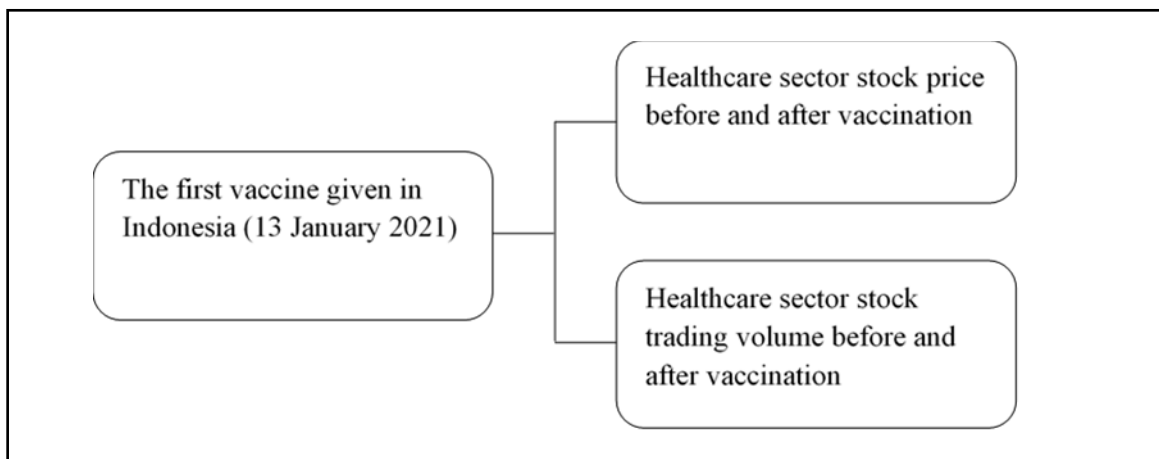 The first vaccine given in
Indonesia (13 January 2021)
Healthcare sector stock price
before and after vaccination
Healthcare sector stock
trading volume before and
after vaccination